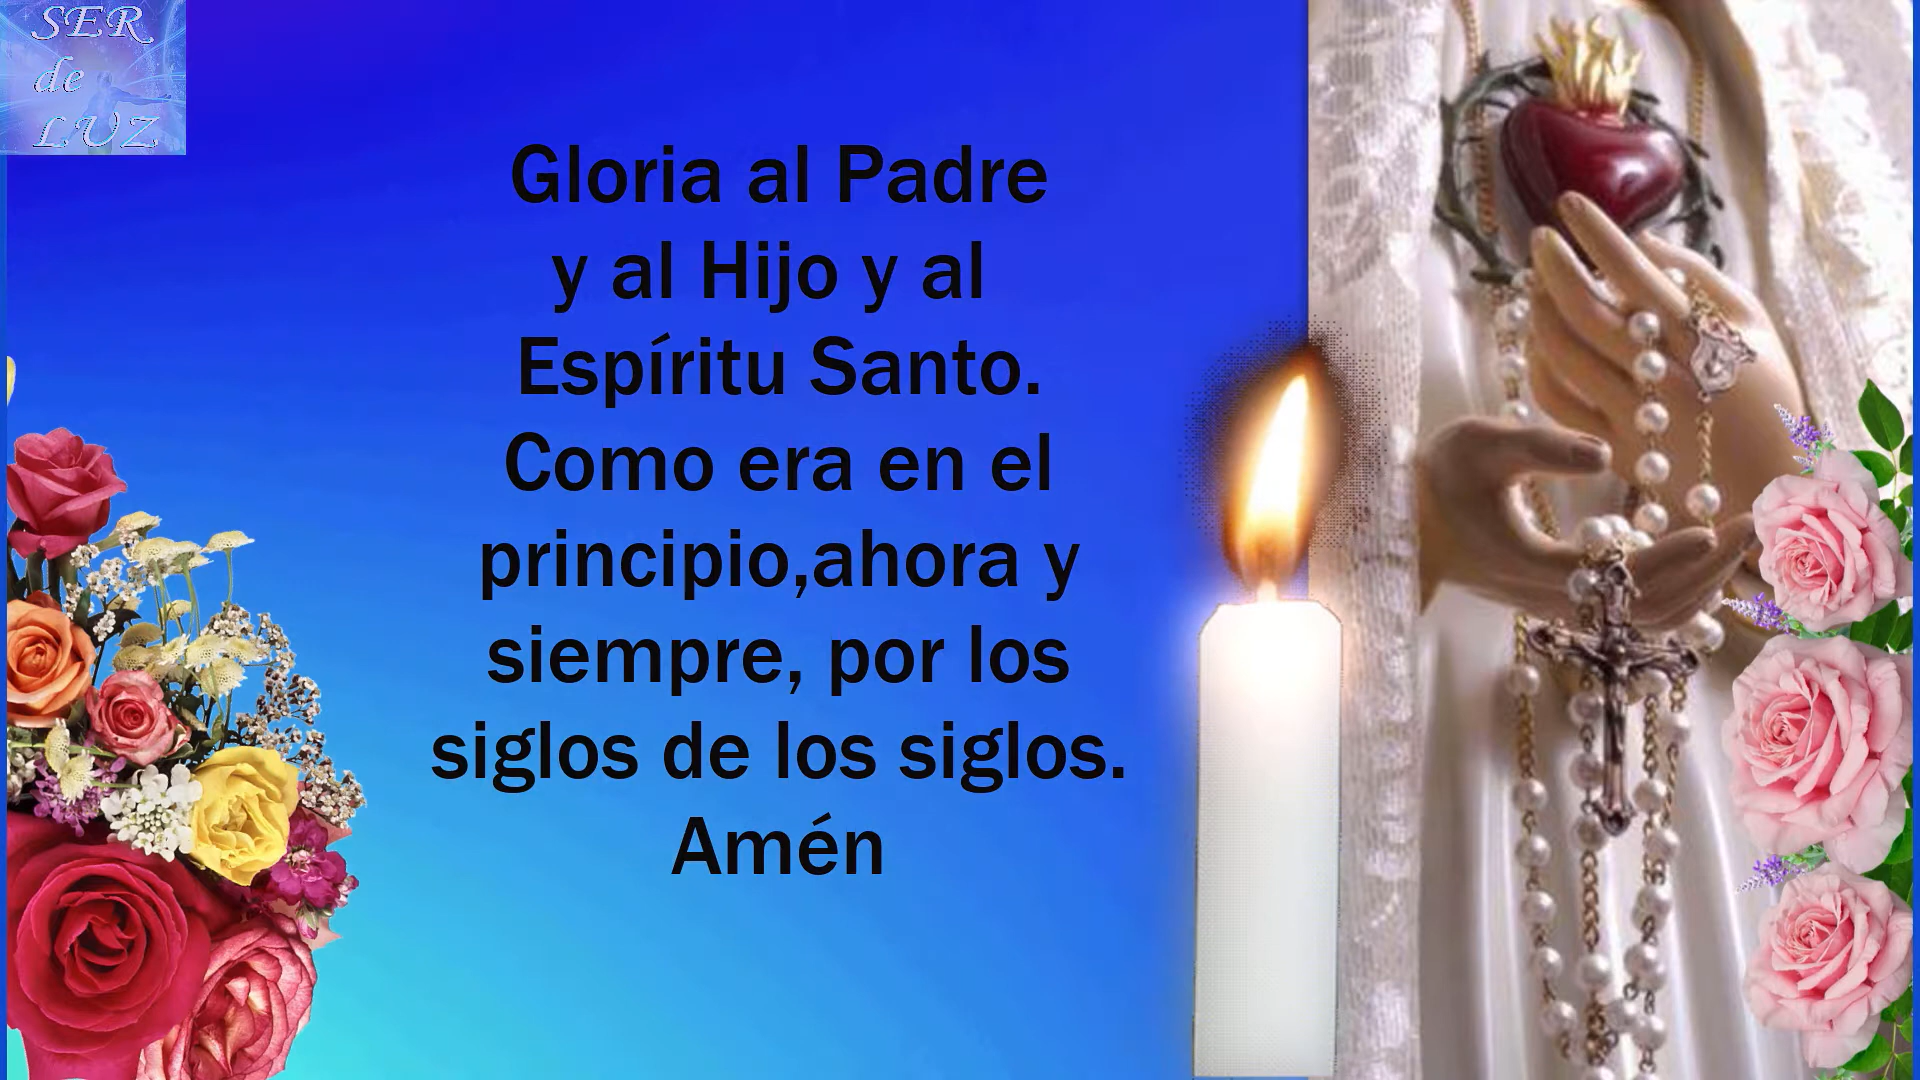 SER
de
LUZ
Gloria al Padre
y al Hijo y al
Espíritu Santo.
Como era en el
principio,ahora y
siempre, por los
siglos de los siglos.
Amén